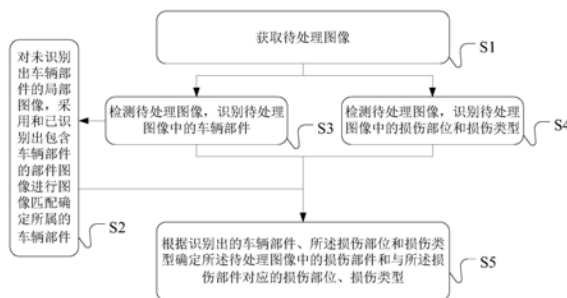 获取待处理图像
S1
对未识别
出车辆部
件的局部
图像，采
用和已识
别出包含
车辆部件
的部件图
像进行图
像匹配确
定所属的
车辆部件
S2
检测待处理图像，识别待处理
图像中的车辆部件
S3
检测待处理图像，识别待处理
图像中的损伤部位和损伤类型
S4
根据识别出的车辆部件、所述损伤部位和损伤类
型确定所述待处理图像中的损伤部件和与所述
损伤部件对应的损伤部位、损伤类型
S5